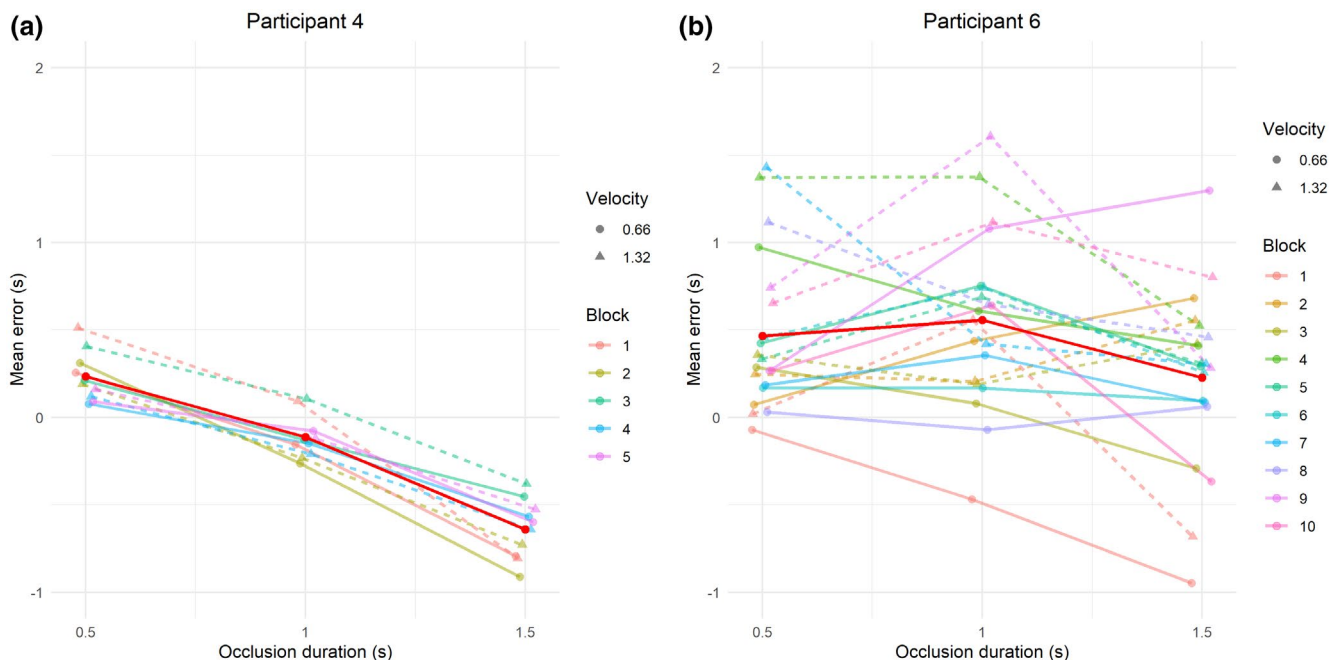 (a)
Participant 4
Mean error (s)
2
1
0
-1
0.5
1
1.5
Occlusion duration (s)
Velocity
0.66
1.32
Block
1
2
3
4
5
(b)
Participant 6
Mean error (s)
2
1
0
-1
0.5
1
1.5
Occlusion duration (s)
Velocity
0.66
1.32
Block
1
2
3
4
5
6
7
8
9
10